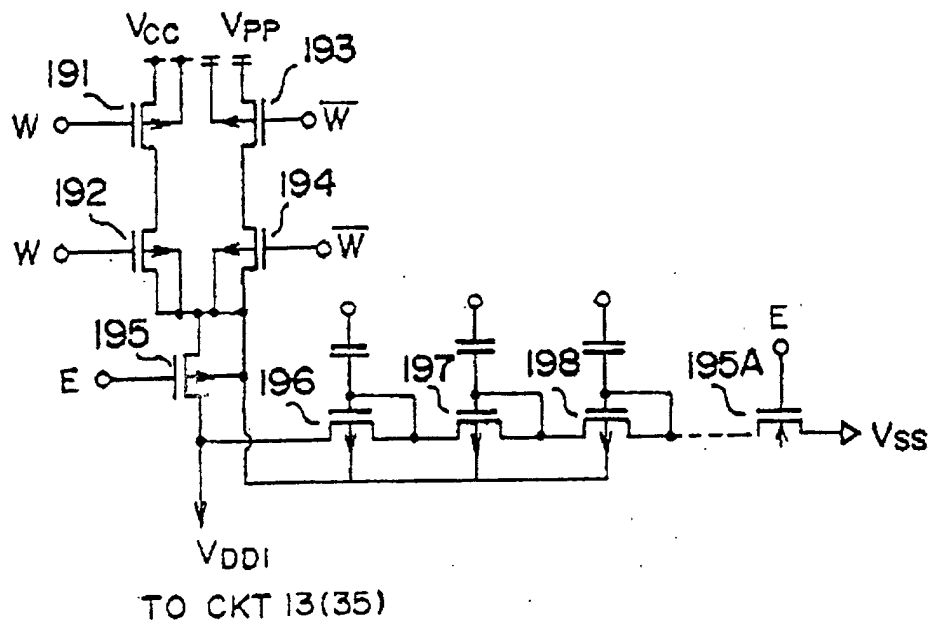 VCC VPP
191 193
W W̅
192 194
W W̅
195
E
196 197 198 195A
E
VSS
VDD1
TO CKT 13(35)